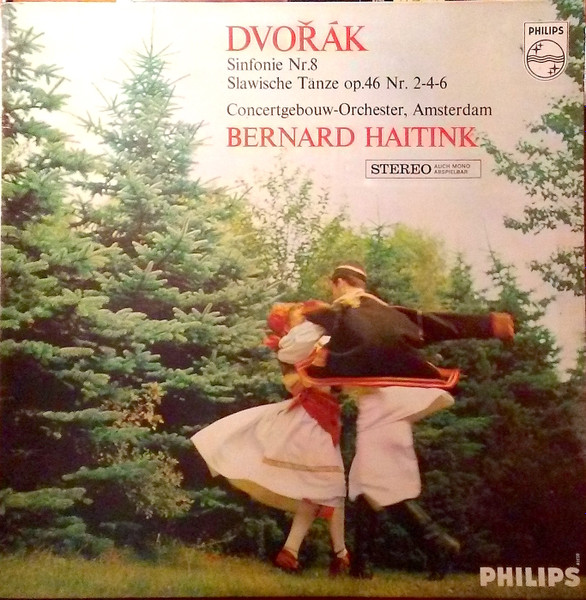 DVOŘÁK
PHILIPS
Sinfonie Nr.8
Slawische Tänze op.46 Nr. 2-4-6
Concertgebouw-Orchester, Amsterdam
BERNARD HAITINK
STEREO AUCH MONO
ABSPIELBAR
PHILIPS